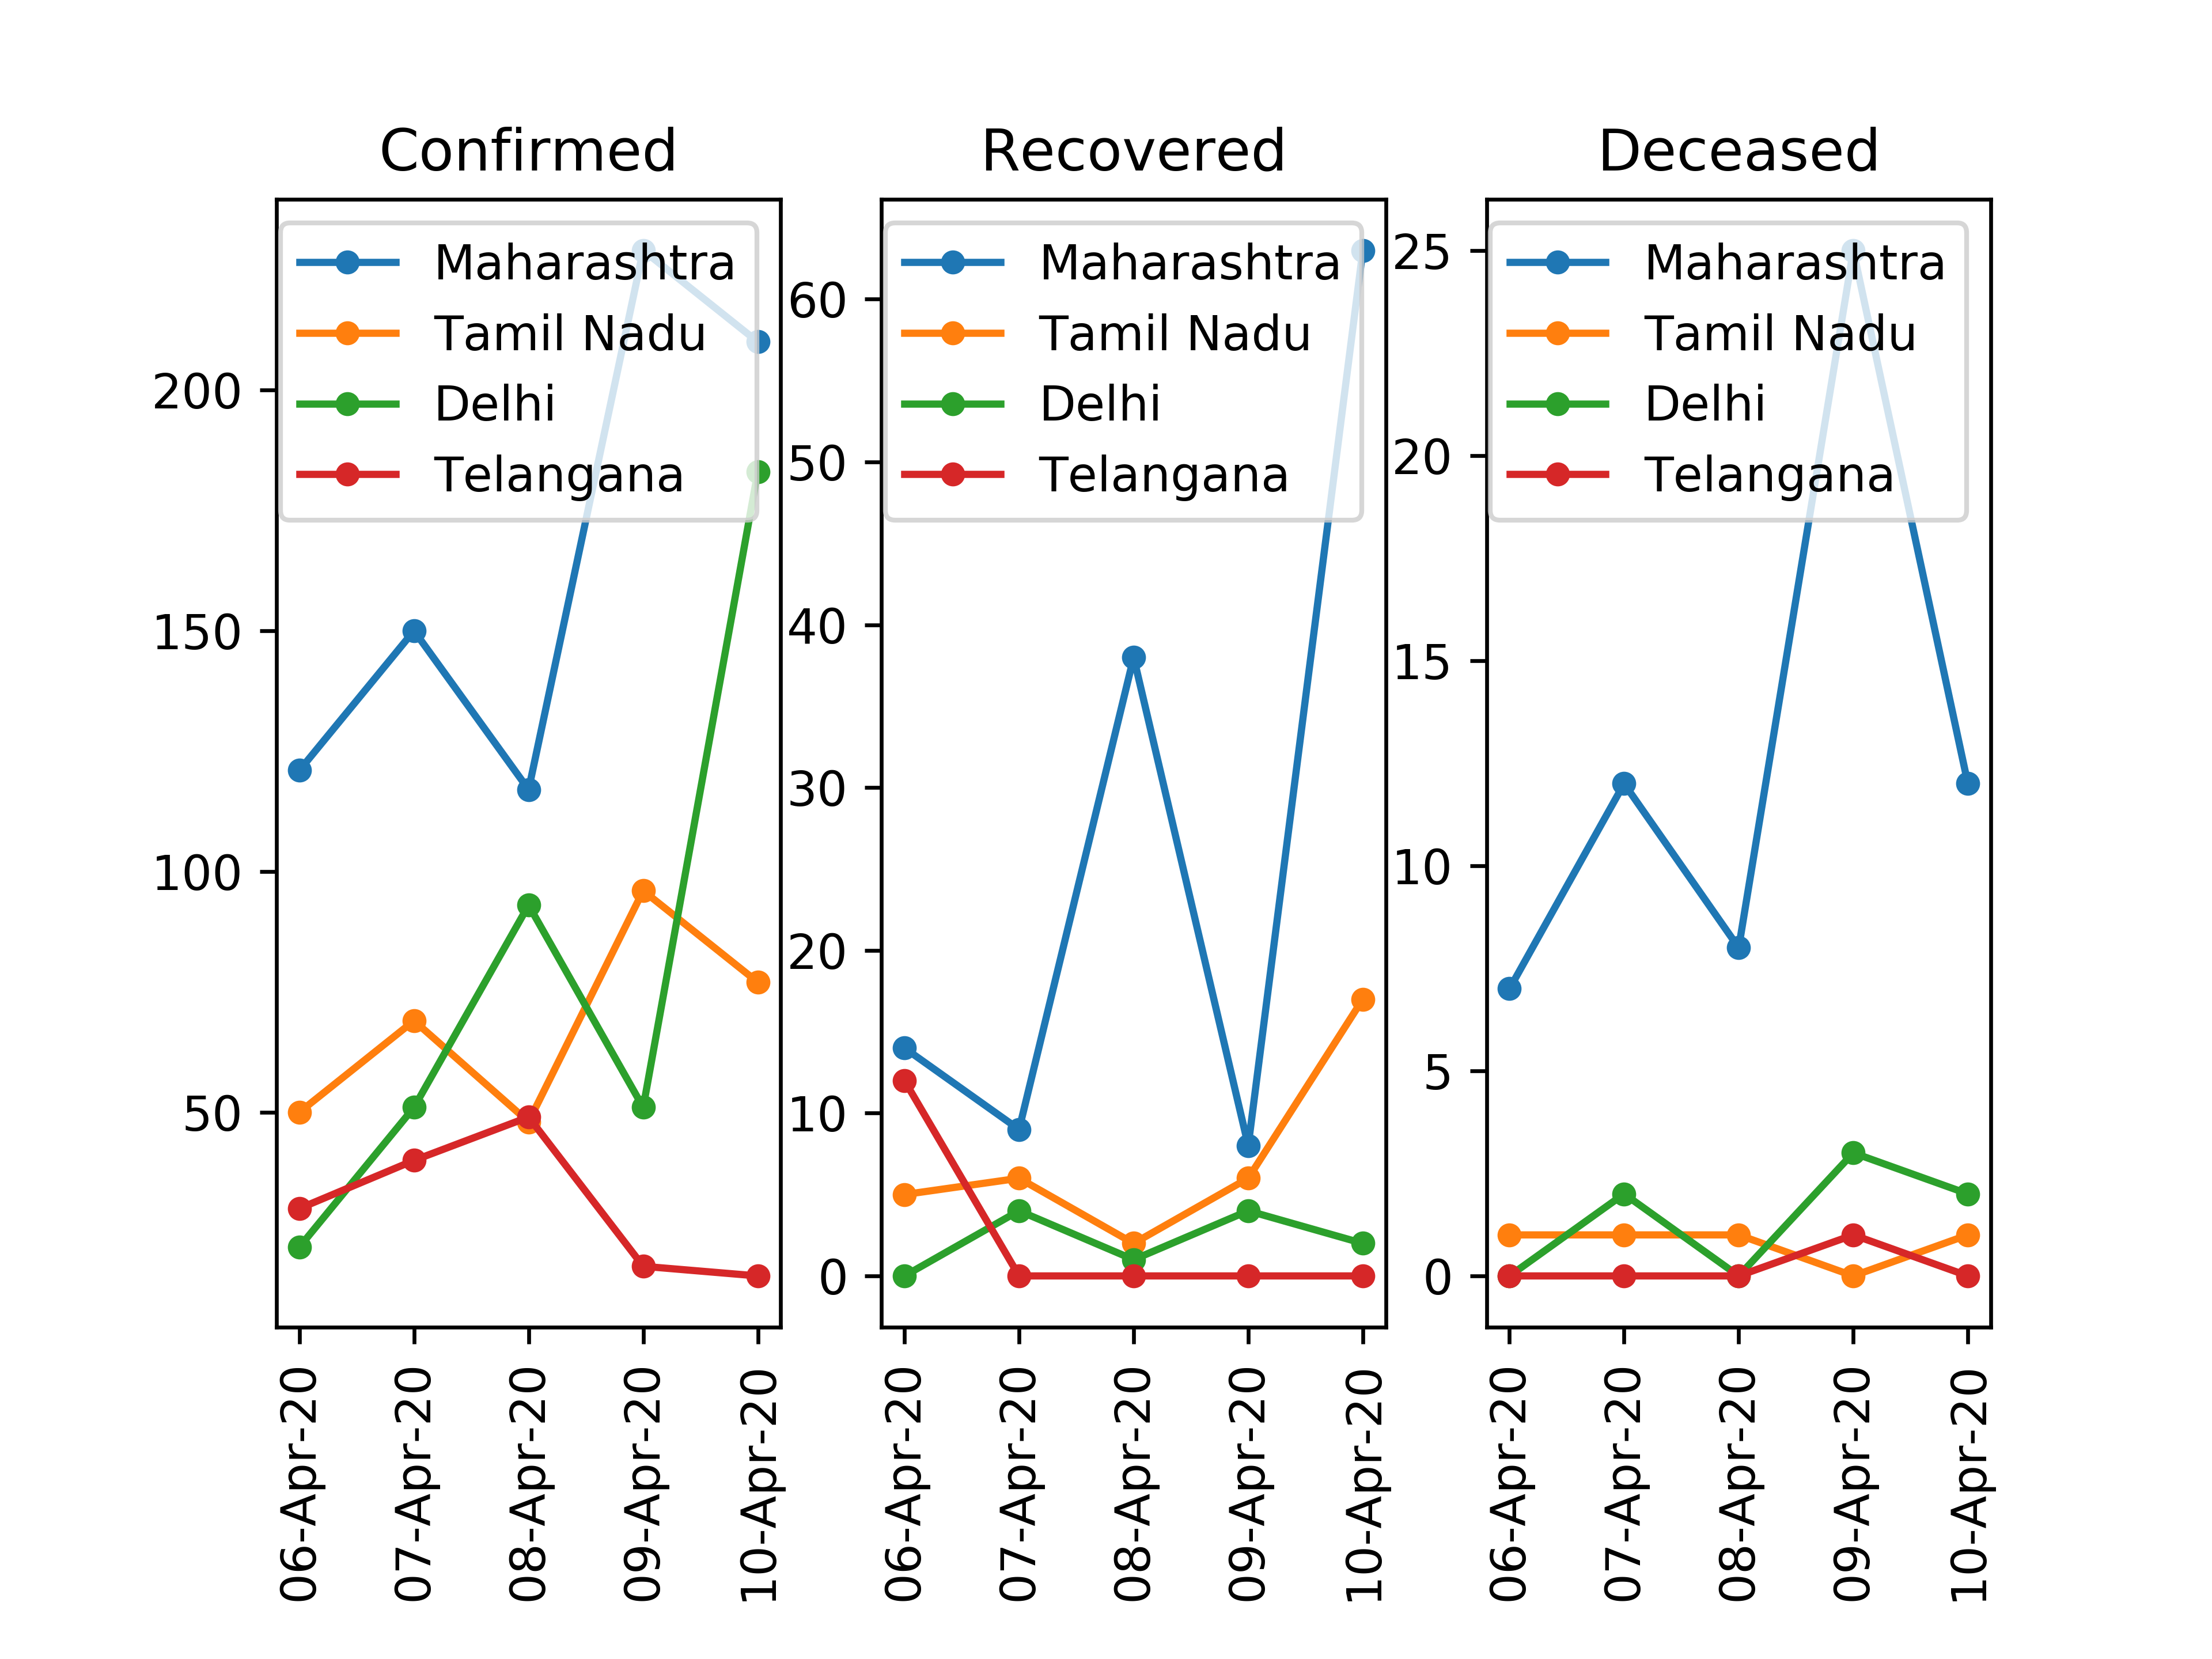 Confirmed
Recovered
Deceased
Maharashtra
Tamil Nadu
Delhi
Telangana
200
150
100
50
06-Apr-20
07-Apr-20
08-Apr-20
09-Apr-20
10-Apr-20
Maharashtra
Tamil Nadu
Delhi
Telangana
60
50
40
30
20
10
0
06-Apr-20
07-Apr-20
08-Apr-20
09-Apr-20
10-Apr-20
Maharashtra
Tamil Nadu
Delhi
Telangana
25
20
15
10
5
0
06-Apr-20
07-Apr-20
08-Apr-20
09-Apr-20
10-Apr-20